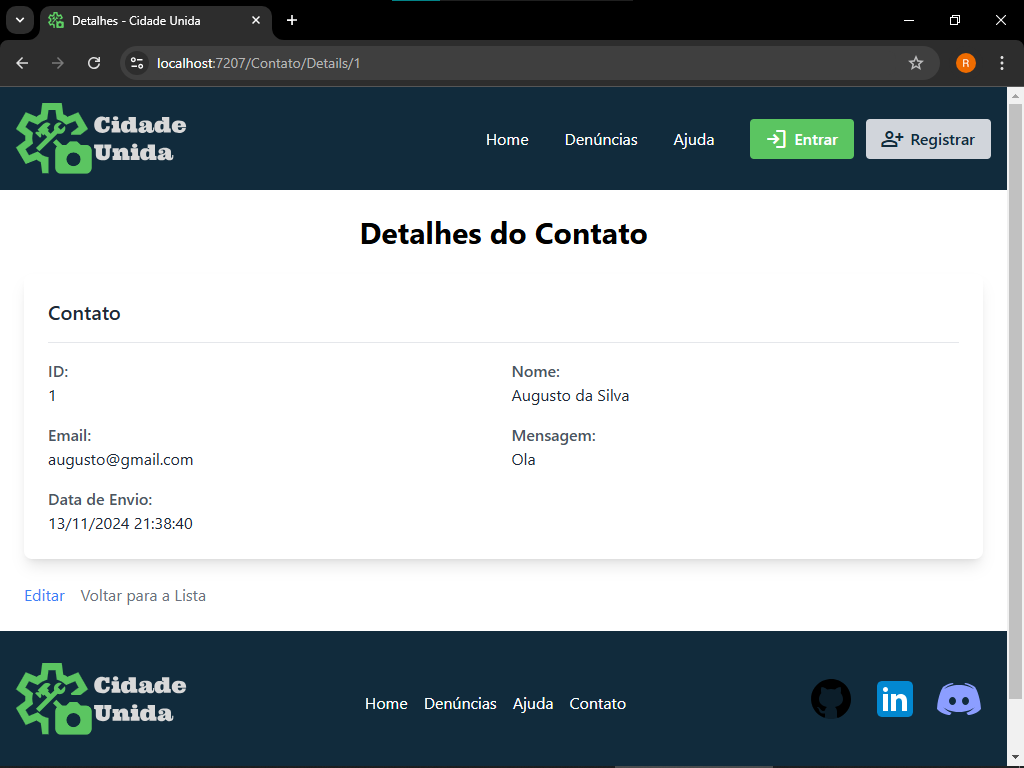 Detalhes - Cidade Unida
localhost:7207/Contato/Details/1
R
Cidade
Unida
Home Denúncias Ajuda Entrar Registrar
Detalhes do Contato
Contato
ID:
1
Nome:
Augusto da Silva
Email:
augusto@gmail.com
Mensagem:
Ola
Data de Envio:
13/11/2024 21:38:40
Editar Voltar para a Lista
Cidade
Unida
Home Denúncias Ajuda Contato
in